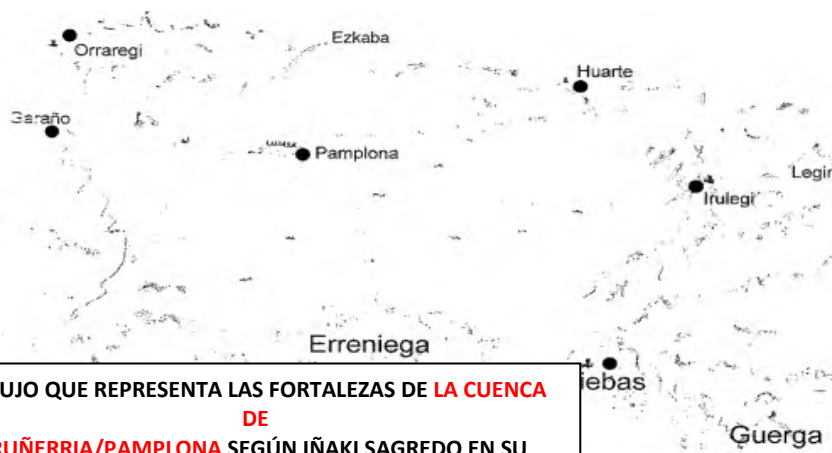 Orraregi
Ezkaba
Huarte
Garaño
Pamplona
Legin
Irulegi
Erreniega
iebas
Guerga
UJO QUE REPRESENTA LAS FORTALEZAS DE LA CUENCA
DE
RUÑERRIA/PAMPLONA SEGÚN IÑAKI SAGREDO EN SU